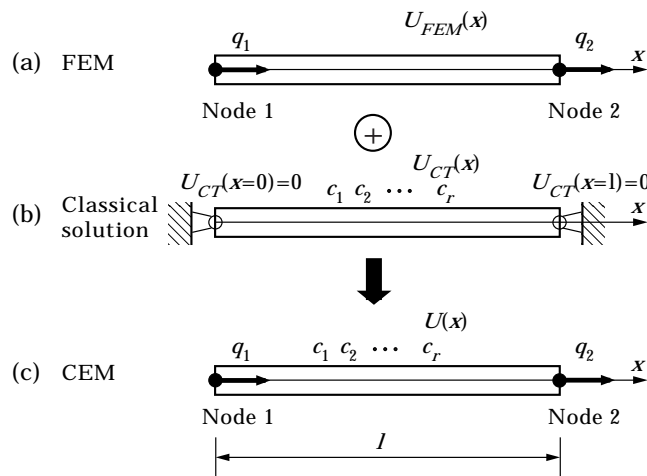 U_FEM(x)
q_1 q_2
(a) FEM x
Node 1 Node 2
+
U_CT(x=0)=0 U_CT(x) U_CT(x=l)=0
c_1 c_2 ··· c_r
(b) Classical solution x
U(x)
q_1 c_1 c_2 ··· c_r q_2
(c) CEM x
Node 1 Node 2
l